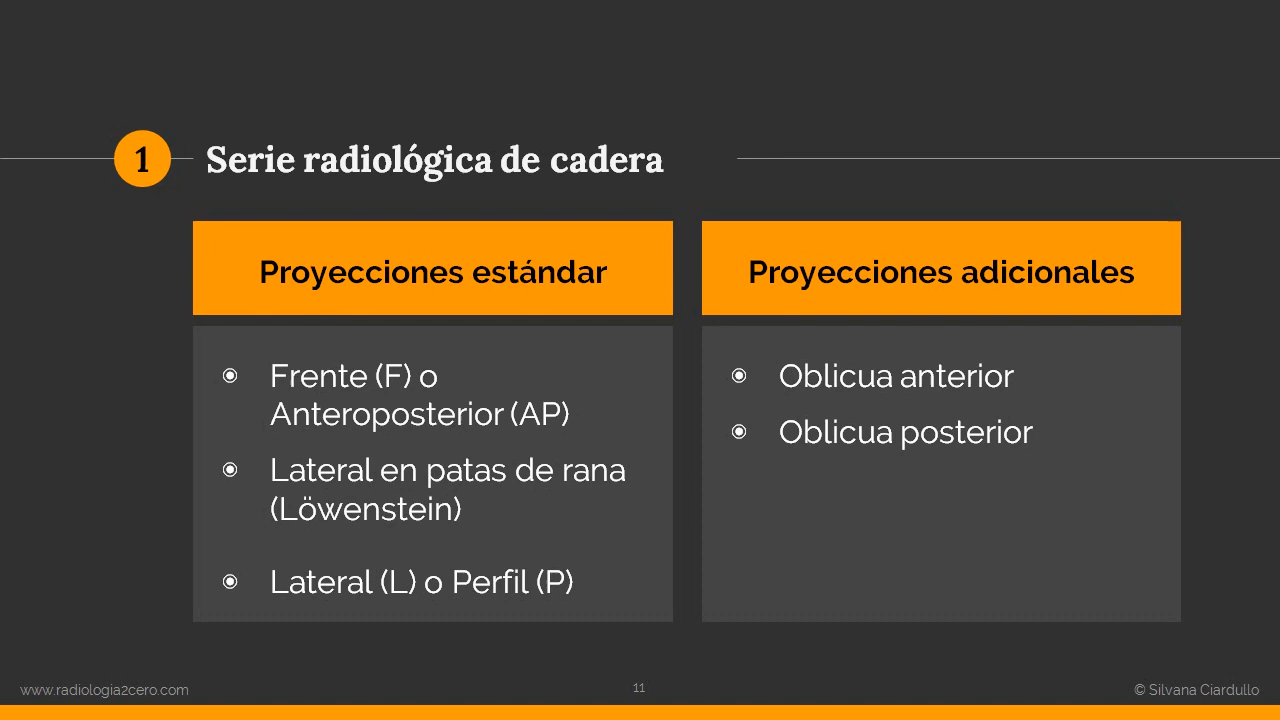 1
Serie radiológica de cadera
Proyecciones estándar
◉ Frente (F) o
Anteroposterior (AP)
◉ Lateral en patas de rana
(Löwenstein)
◉ Lateral (L) o Perfil (P)
Proyecciones adicionales
◉ Oblicua anterior
◉ Oblicua posterior
www.radiologia2cero.com
11
© Silvana Ciardullo